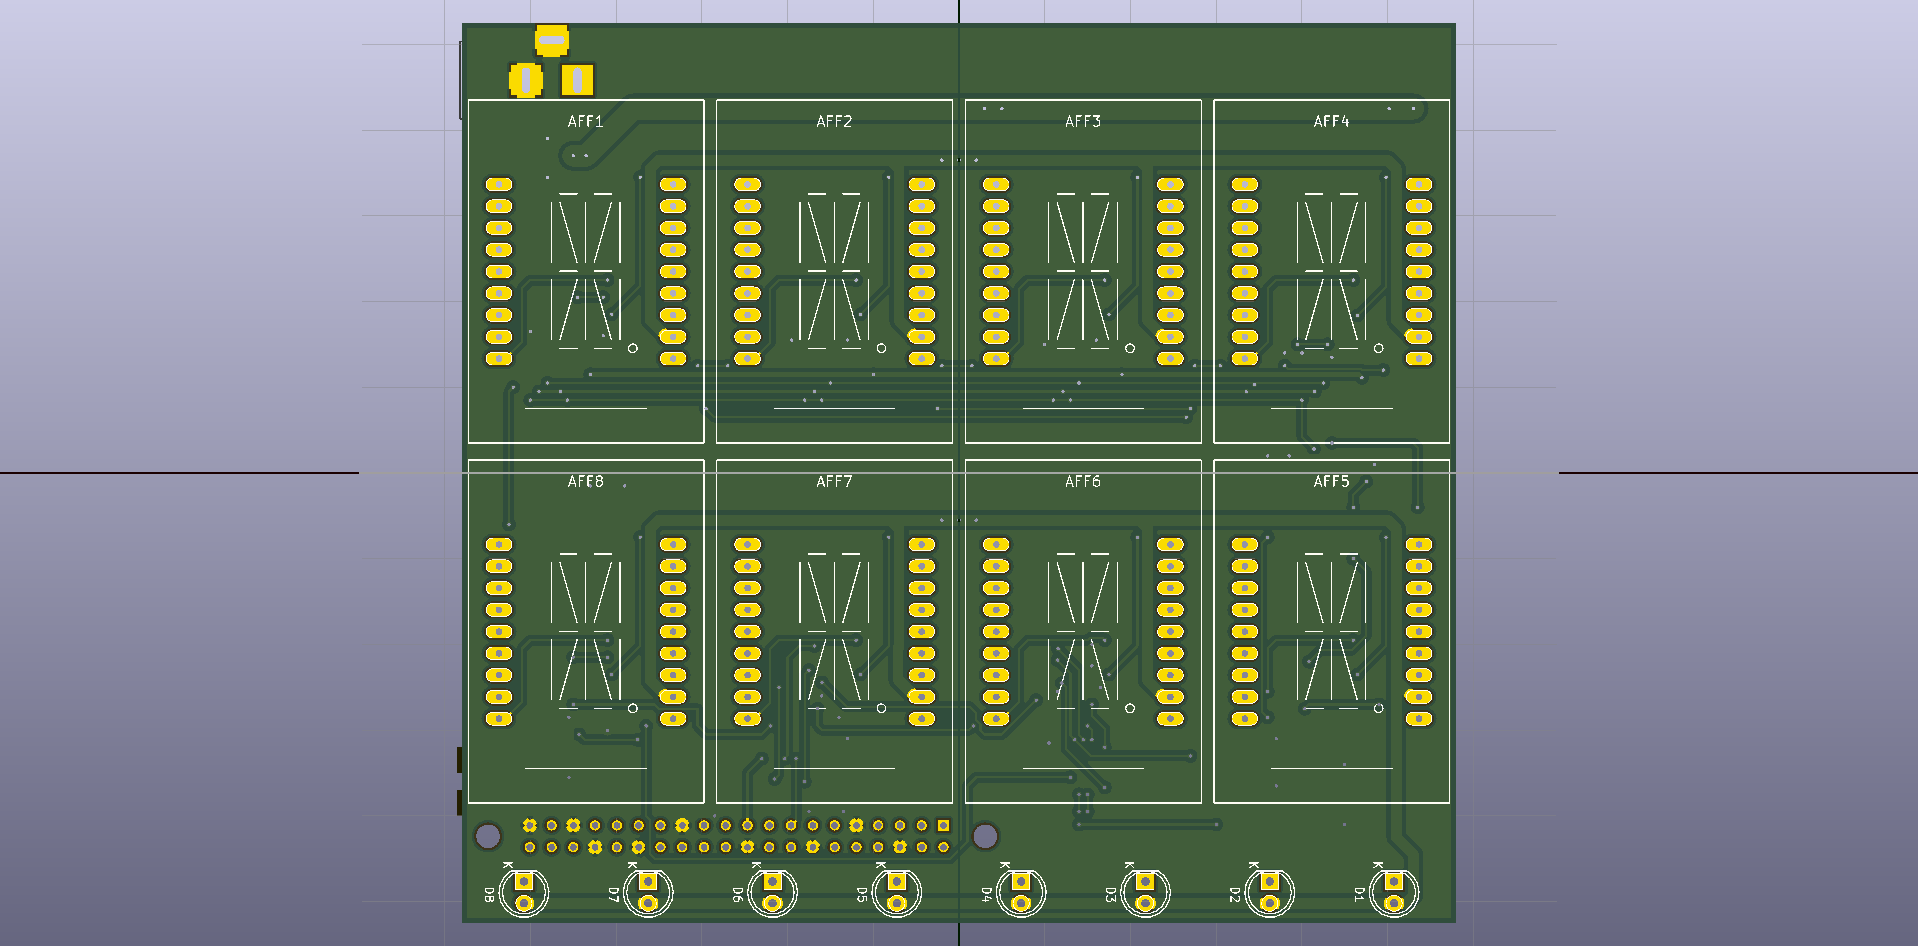 AFF1 AFF2 AFF3 AFF4
AFF8 AFF7 AFF6 AFF5
K K K K K K K K
D8 D7 D6 D5 D4 D3 D2 D1